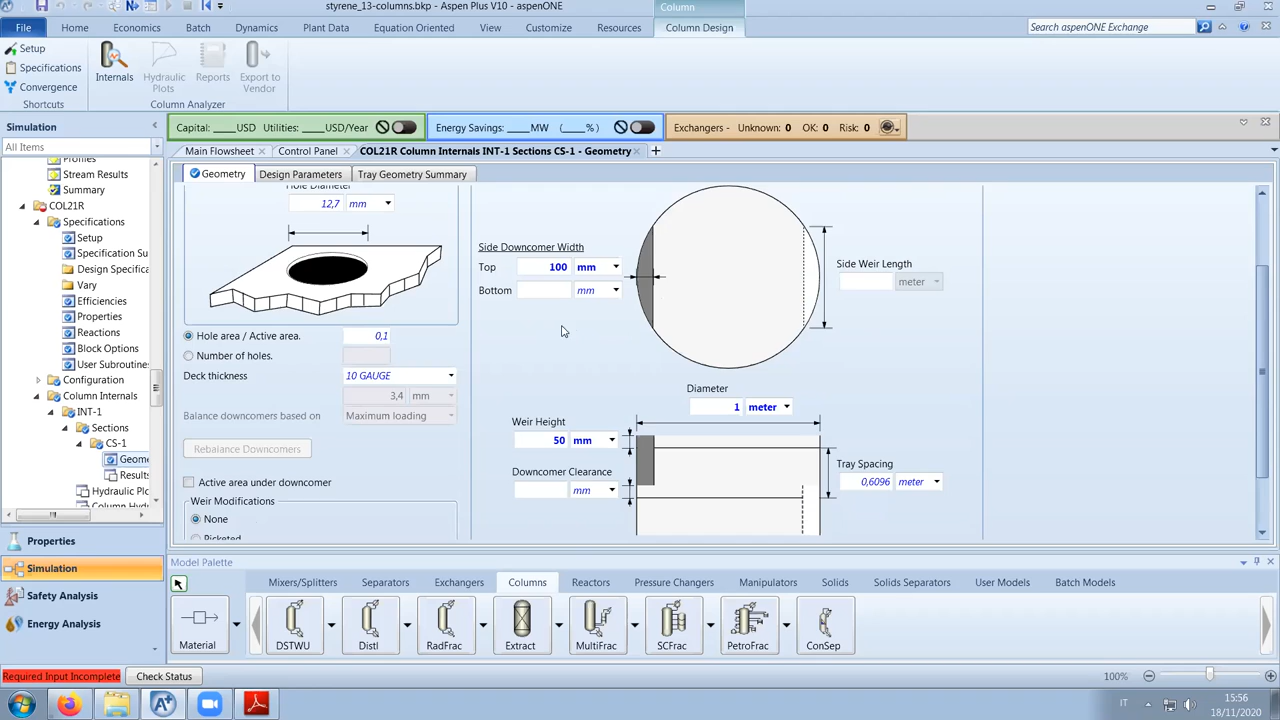 styrene_13-columns.bkp - Aspen Plus V10 - aspenONE
Column
File Home Economics Batch Dynamics Plant Data Equation Oriented View Customize Resources Column Design
Search aspenONE Exchange
Setup
Specifications
Convergence
Shortcuts
Internals
Hydraulic Plots
Reports
Export to Vendor
Column Analyzer
Simulation
Capital: ____USD Utilities: ____USD/Year
Energy Savings: ____MW (____%)
Exchangers - Unknown: 0 OK: 0 Risk: 0
All Items
Main Flowsheet
Control Panel
COL21R Column Internals INT-1 Sections CS-1 - Geometry
+
Profiles
Stream Results
Summary
COL21R
Specifications
Setup
Specification Su
Design Specifica
Vary
Efficiencies
Properties
Reactions
Block Options
User Subroutine
Configuration
Column Internals
INT-1
Sections
CS-1
Geome
Results
Hydraulic Plo
Column Hydr
Geometry
Design Parameters
Tray Geometry Summary
Hole Diameter
12,7 mm
Hole area / Active area. 0,1
Number of holes.
Deck thickness 10 GAUGE
3,4 mm
Balance downcomers based on Maximum loading
Rebalance Downcomers
Active area under downcomer
Weir Modifications
None
Picketed
Side Downcomer Width
Top 100 mm
Bottom mm
Side Weir Length
meter
Diameter
1 meter
Weir Height
50 mm
Downcomer Clearance
mm
Tray Spacing
0,6096 meter
Properties
Simulation
Safety Analysis
Energy Analysis
Model Palette
Mixers/Splitters Separators Exchangers Columns Reactors Pressure Changers Manipulators Solids Solids Separators User Models Batch Models
Material DSTWU Distl RadFrac Extract MultiFrac SCFrac PetroFrac ConSep
Required Input Incomplete
Check Status
100%
IT
15:56
18/11/2020